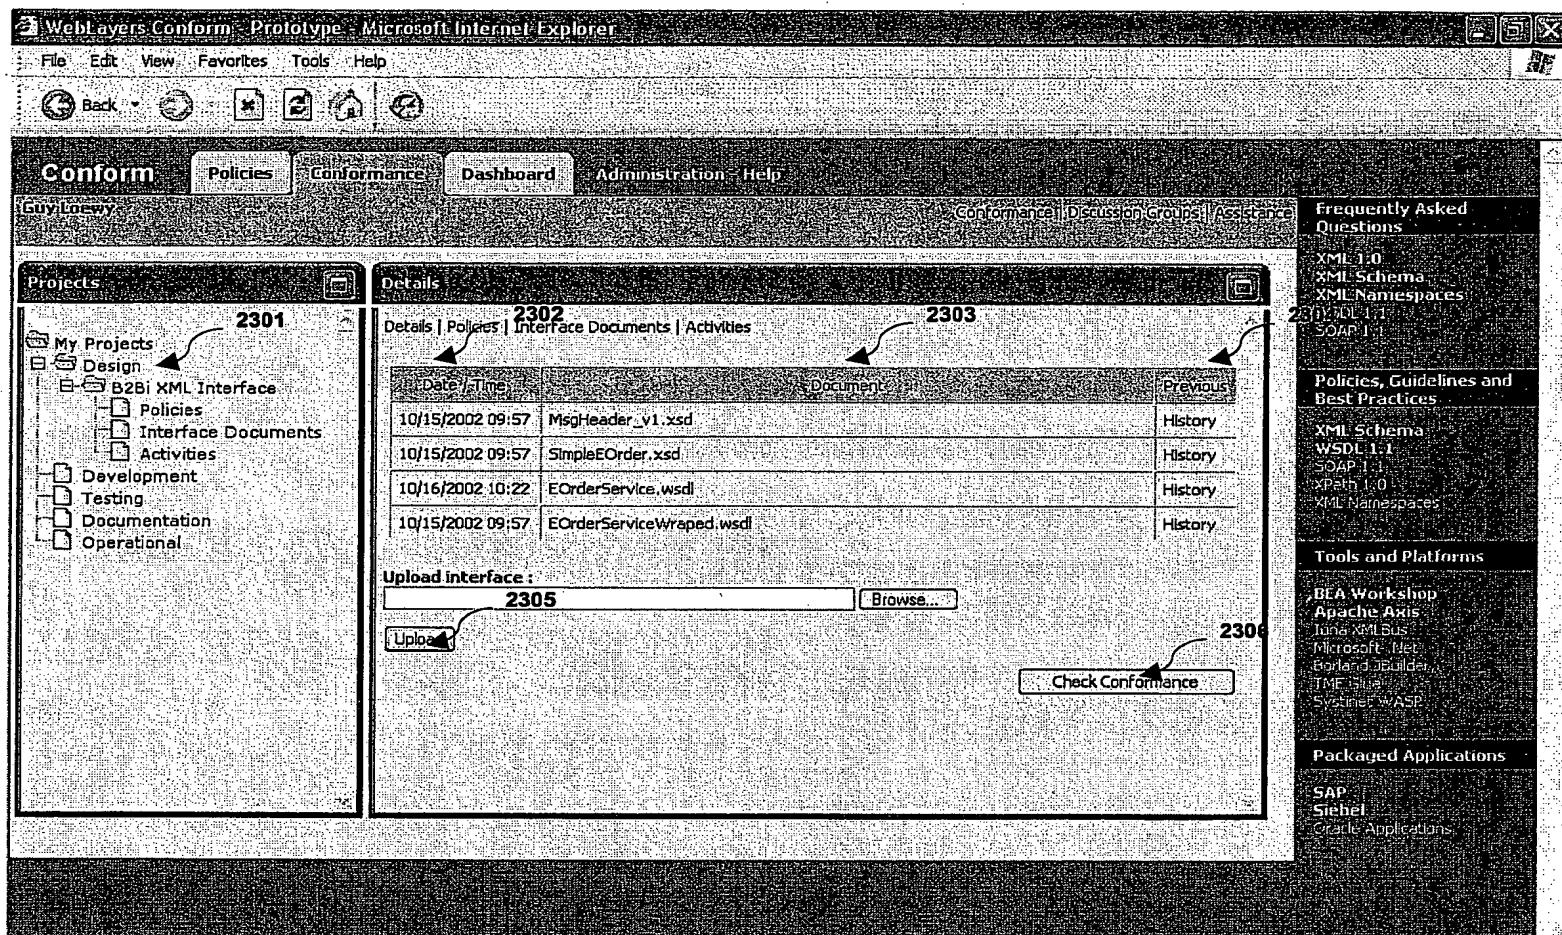 WebLayers Conform - Prototype - Microsoft Internet Explorer
File Edit View Favorites Tools Help
Back
Conform Policies Conformance Dashboard Administration - Help
Guy Loewy
Conformance | Discussion Groups | Assistance
Projects
2301
My Projects
Design
B2Bi XML Interface
Policies
Interface Documents
Activities
Development
Testing
Documentation
Operational
Details
2302 2303
Details | Policies | Interface Documents | Activities
Date / Time Document Previous
10/15/2002 09:57 MsgHeader_v1.xsd History
10/15/2002 09:57 SimpleEOrder.xsd History
10/16/2002 10:22 EOrderService.wsdl History
10/15/2002 09:57 EOrderServiceWraped.wsdl History
Upload interface :
2305 Browse...
Upload
2306
Check Conformance
Frequently Asked
Questions
XML 1.0
XML Schema
XML Namespaces
WSDL 1.1
SOAP 1.1
Policies, Guidelines and
Best Practices
XML Schema
WSDL 1.1
SOAP 1.1
XPath 1.0
XML Namespaces
Tools and Platforms
BEA Workshop
Apache Axis
Iona XMLBus
Microsoft .Net
Borland JBuilder
Systinet WASP
Packaged Applications
SAP
Siebel
Oracle Applications